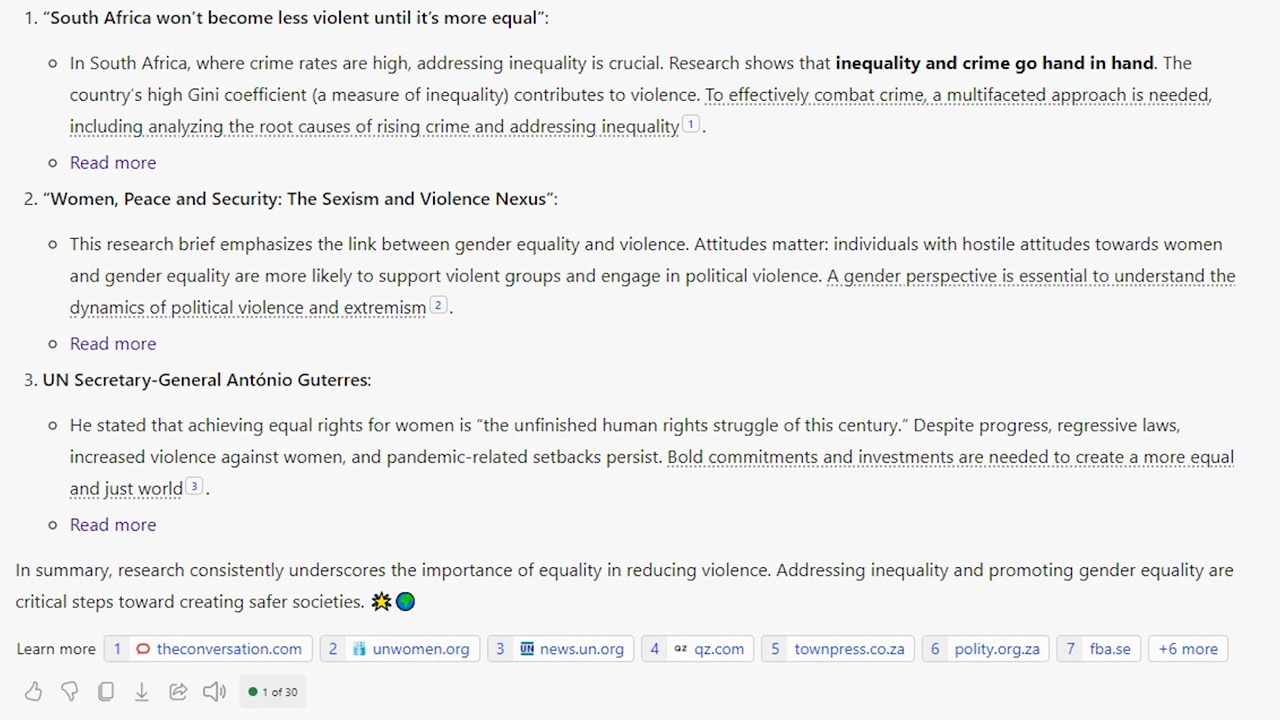 1. “South Africa won’t become less violent until it’s more equal”:
In South Africa, where crime rates are high, addressing inequality is crucial. Research shows that inequality and crime go hand in hand. The
country’s high Gini coefficient (a measure of inequality) contributes to violence. To effectively combat crime, a multifaceted approach is needed,
including analyzing the root causes of rising crime and addressing inequality 1 .
Read more
2. “Women, Peace and Security: The Sexism and Violence Nexus”:
This research brief emphasizes the link between gender equality and violence. Attitudes matter: individuals with hostile attitudes towards women
and gender equality are more likely to support violent groups and engage in political violence. A gender perspective is essential to understand the
dynamics of political violence and extremism 2 .
Read more
3. UN Secretary-General António Guterres:
He stated that achieving equal rights for women is “the unfinished human rights struggle of this century.” Despite progress, regressive laws,
increased violence against women, and pandemic-related setbacks persist. Bold commitments and investments are needed to create a more equal
and just world 3 .
Read more
In summary, research consistently underscores the importance of equality in reducing violence. Addressing inequality and promoting gender equality are
critical steps toward creating safer societies.
Learn more 1 theconversation.com 2 unwomen.org 3 UN news.un.org 4 QZ qz.com 5 townpress.co.za 6 polity.org.za 7 fba.se +6 more
1 of 30